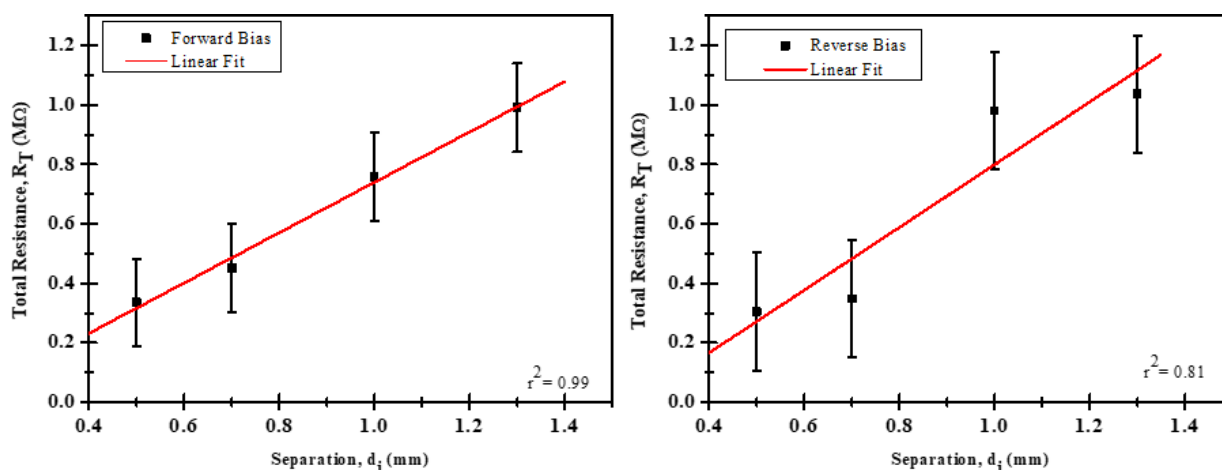 Forward Bias
Linear Fit
Total Resistance, R_T (MΩ)
1.2
1.0
0.8
0.6
0.4
0.2
0.0
r² = 0.99
0.4 0.6 0.8 1.0 1.2 1.4
Separation, d_i (mm)
Reverse Bias
Linear Fit
Total Resistance, R_T (MΩ)
1.2
1.0
0.8
0.6
0.4
0.2
0.0
r² = 0.81
0.4 0.6 0.8 1.0 1.2 1.4
Separation, d_i (mm)